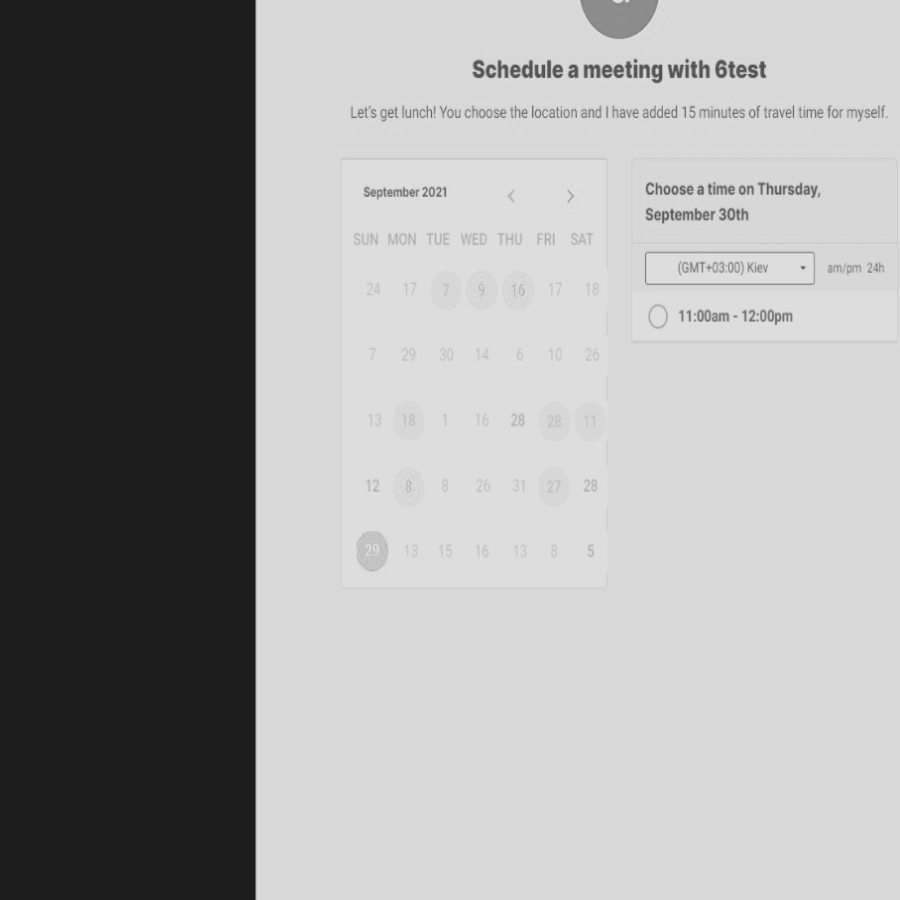 Schedule a meeting with 6test
Let's get lunch! You choose the location and I have added 15 minutes of travel time for myself.
September 2021
SUN MON TUE WED THU FRI SAT
24 17 7 9 16 17 18
7 29 30 14 6 10 26
13 18 1 16 28 28 11
12 8 8 26 31 27 28
29 13 15 16 13 8 5
Choose a time on Thursday,
September 30th
(GMT+03:00) Kiev am/pm 24h
11:00am - 12:00pm